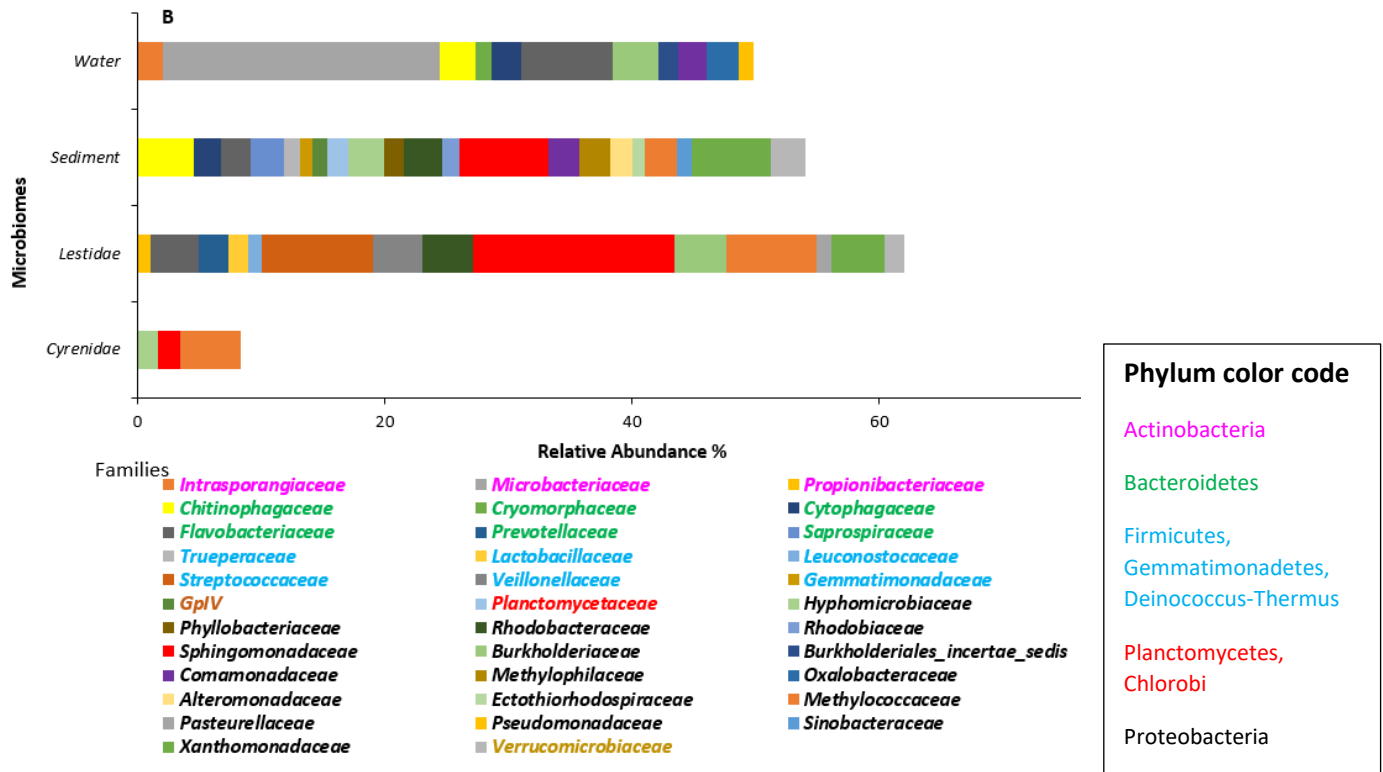 B
Water
Sediment
Lestidae
Cyrenidae
Microbiomes
0 20 40 60
Relative Abundance %
Families
Intrasporangiaceae Microbacteriaceae Propionibacteriaceae
Chitinophagaceae Cryomorphaceae Cytophagaceae
Flavobacteriaceae Prevotellaceae Saprospiraceae
Trueperaceae Lactobacillaceae Leuconostocaceae
Streptococcaceae Veillonellaceae Gemmatimonadaceae
GpIV Planctomycetaceae Hyphomicrobiaceae
Phyllobacteriaceae Rhodobacteraceae Rhodobiaceae
Sphingomonadaceae Burkholderiaceae Burkholderiales_incertae_sedis
Comamonadaceae Methylophilaceae Oxalobacteraceae
Alteromonadaceae Ectothiorhodospiraceae Methylococcaceae
Pasteurellaceae Pseudomonadaceae Sinobacteraceae
Xanthomonadaceae Verrucomicrobiaceae
Phylum color code
Actinobacteria
Bacteroidetes
Firmicutes,
Gemmatimonadetes,
Deinococcus-Thermus
Planctomycetes,
Chlorobi
Proteobacteria